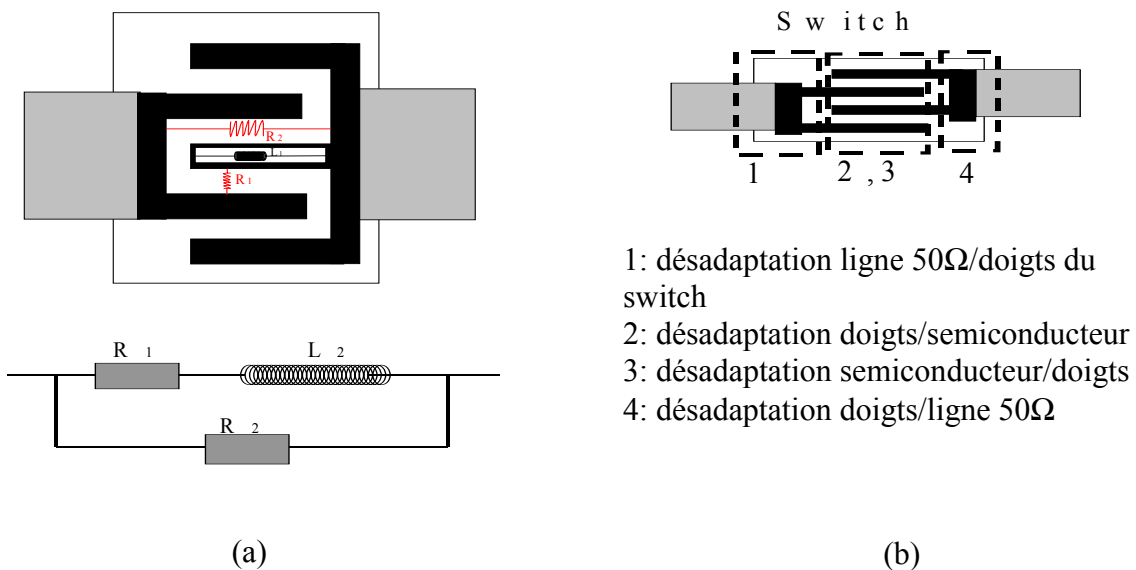 R 2
L 1
R 1
R 1
L 2
R 2
(a)
S w itch
1
2 , 3
4
1: désadaptation ligne 50Ω/doigts du
switch
2: désadaptation doigts/semiconducteur
3: désadaptation semiconducteur/doigts
4: désadaptation doigts/ligne 50Ω
(b)